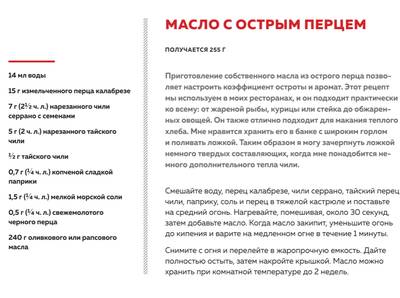 МАСЛО С ОСТРЫМ ПЕРЦЕМ
ПОЛУЧАЕТСЯ 255 Г
14 мл воды
15 г измельченного перца калабрезе
7 г (2½ ч. л.) нарезанного чили
серрано с семенами
5 г (2 ч. л.) нарезанного тайского
чили
½ г тайского чили
0,7 г (¼ ч. л.) копченой сладкой
паприки
1,5 г (¼ ч. л.) мелкой морской соли
0,5 г (¼ ч. л.) свежемолотого
черного перца
240 г оливкового или рапсового
масла
Приготовление собственного масла из острого перца позво-
ляет настроить коэффициент остроты и аромат. Этот рецепт
мы используем в моих ресторанах, и он подходит практически
ко всему: от жареной рыбы, курицы или стейка до обжарен-
ных овощей. Он также отлично подходит для макания теплого
хлеба. Мне нравится хранить его в банке с широким горлом
и поливать ложкой. Таким образом я могу зачерпнуть ложкой
немного твердых составляющих, когда мне понадобится не-
много дополнительного тепла чили.
Смешайте воду, перец калабрезе, чили серрано, тайский перец
чили, паприку, соль и перец в тяжелой кастрюле и поставьте
на средний огонь. Нагревайте, помешивая, около 30 секунд,
затем добавьте масло. Когда масло закипит, уменьшите огонь
до кипения и варите на медленном огне в течение 1 минуты.
Снимите с огня и перелейте в жаропрочную емкость. Дайте
полностью остыть, затем накройте крышкой. Масло можно
хранить при комнатной температуре до 2 недель.